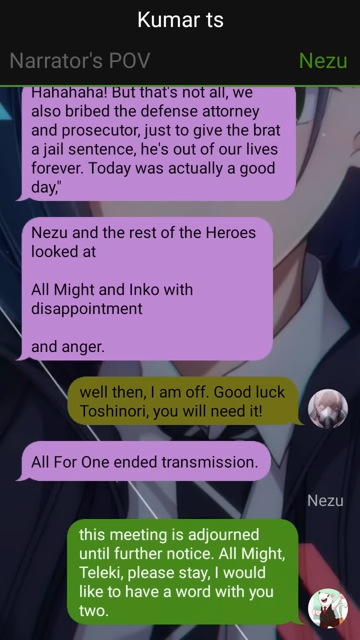 Kumar ts
Narrator's POV
Nezu
Hahahaha! But that's not all, we
also bribed the defense attorney
and prosecutor, just to give the brat
a jail sentence, he's out of our lives
forever. Today was actually a good
day,"
Nezu and the rest of the Heroes
looked at
All Might and Inko with
disappointment
and anger.
well then, I am off. Good luck
Toshinori, you will need it!
All For One ended transmission.
Nezu
this meeting is adjourned
until further notice. All Might,
Teleki, please stay, I would
like to have a word with you
two.